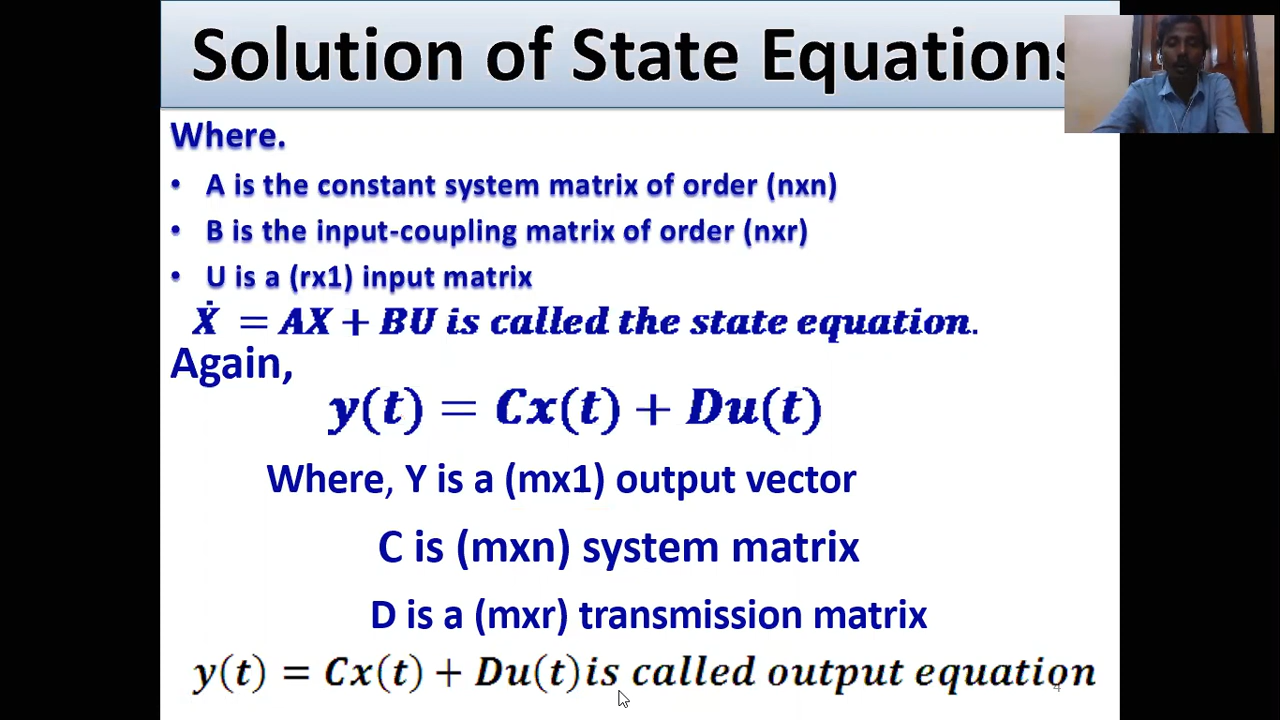 Solution of State Equations
Where.
• A is the constant system matrix of order (nxn)
• B is the input-coupling matrix of order (nxr)
• U is a (rx1) input matrix
Ẋ = AX + BU is called the state equation.
Again,
y(t) = Cx(t) + Du(t)
Where, Y is a (mx1) output vector
C is (mxn) system matrix
D is a (mxr) transmission matrix
y(t) = Cx(t) + Du(t)is called output equation
4